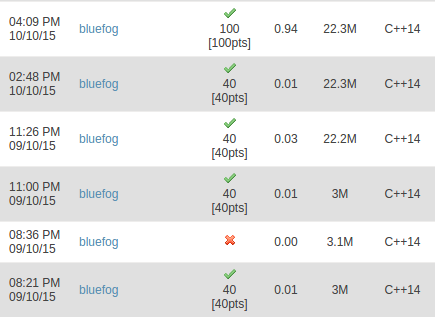 04:09 PM
10/10/15
bluefog
100
[100pts]
0.94
22.3M
C++14
02:48 PM
10/10/15
bluefog
40
[40pts]
0.01
22.3M
C++14
11:26 PM
09/10/15
bluefog
40
[40pts]
0.03
22.2M
C++14
11:00 PM
09/10/15
bluefog
40
[40pts]
0.01
3M
C++14
08:36 PM
09/10/15
bluefog
0.00
3.1M
C++14
08:21 PM
09/10/15
bluefog
40
[40pts]
0.01
3M
C++14